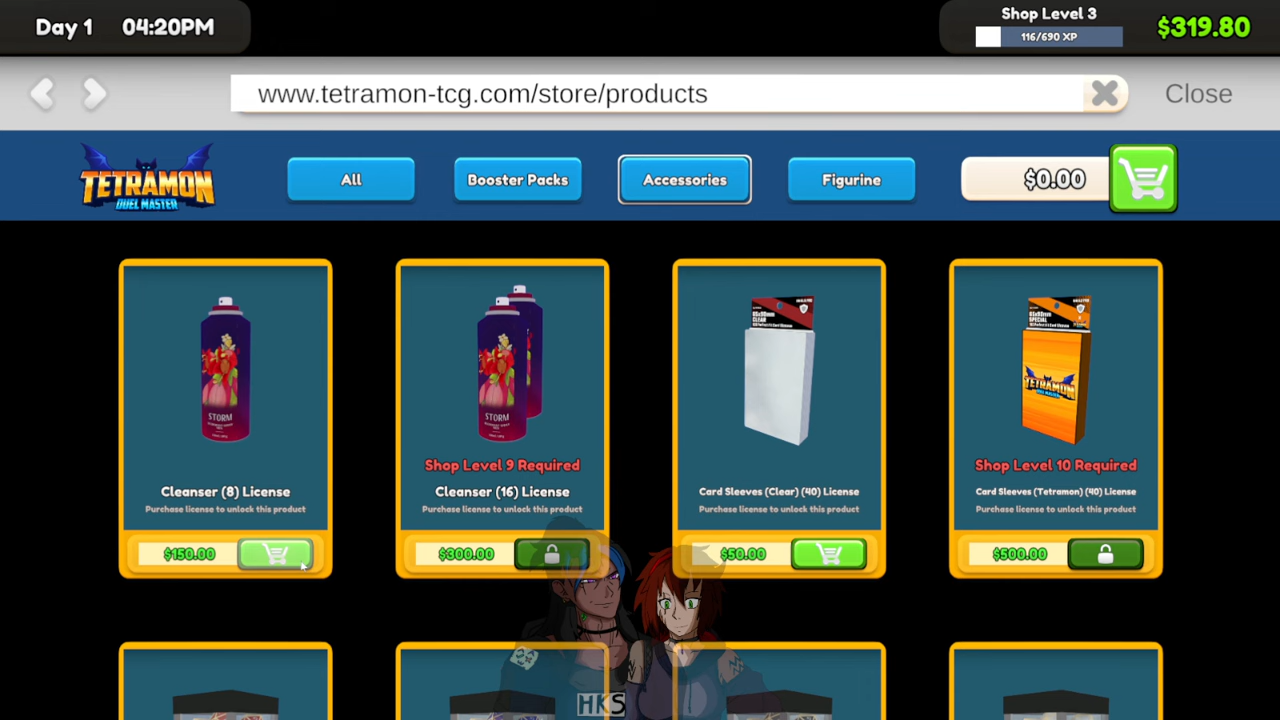 Day 1 04:20PM
Shop Level 3
116/690 XP
$319.80
www.tetramon-tcg.com/store/products
Close
TETRAMON
DUEL MASTER
All
Booster Packs
Accessories
Figurine
$0.00
STORM
STORM
CLEAR
SPECIAL
TETRAMON
Shop Level 9 Required
Shop Level 10 Required
Cleanser (8) License
Cleanser (16) License
Card Sleeves (Clear) (40) License
Card Sleeves (Tetramon) (40) License
Purchase license to unlock this product
Purchase license to unlock this product
Purchase license to unlock this product
Purchase license to unlock this product
$150.00
$300.00
$50.00
$500.00
HKS